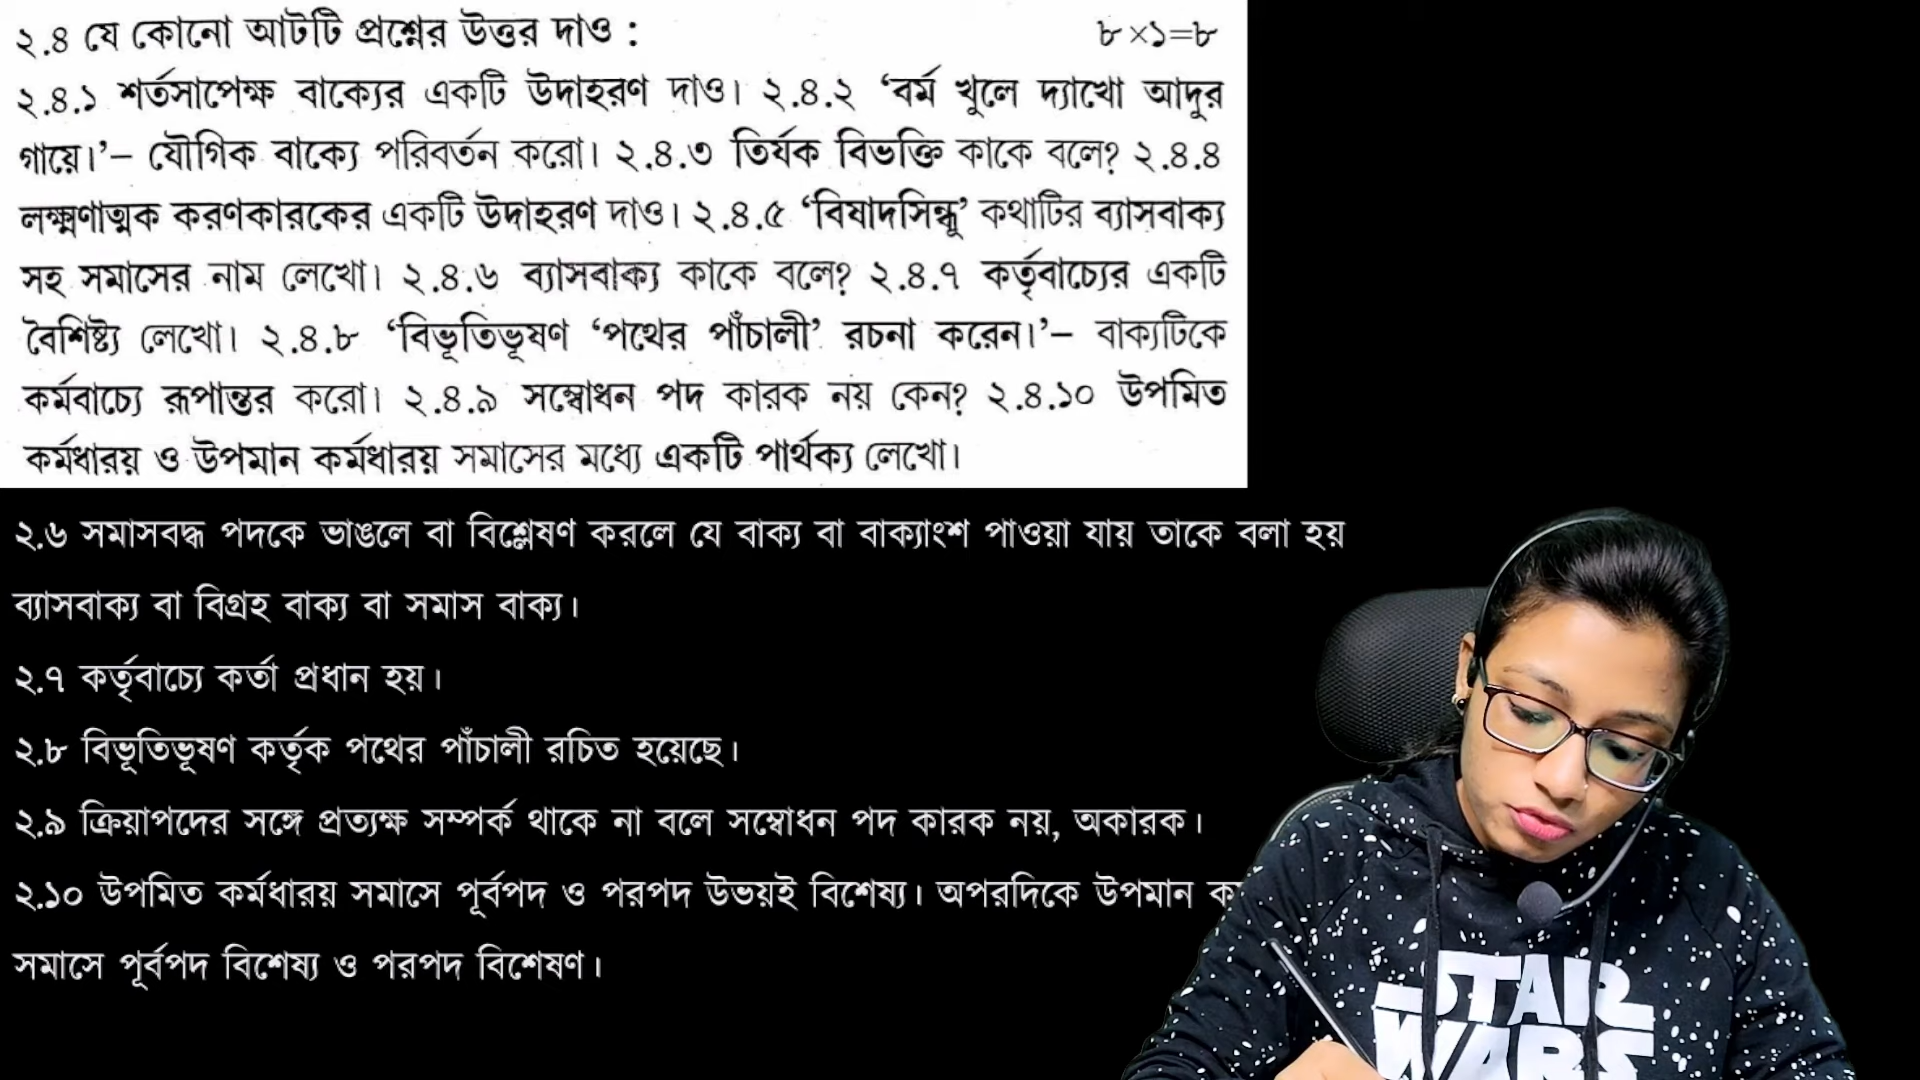 ২.৪ যে কোনো আটটি প্রশ্নের উত্তর দাও : ৮×১=৮
২.৪.১ শর্তসাপেক্ষ বাক্যের একটি উদাহরণ দাও। ২.৪.২ ‘বর্ম খুলে দ্যাখো আদুর
গায়ে।’– যৌগিক বাক্যে পরিবর্তন করো। ২.৪.৩ তির্যক বিভক্তি কাকে বলে? ২.৪.৪
লক্ষ্মণাত্মক করণকারকের একটি উদাহরণ দাও। ২.৪.৫ ‘বিষাদসিন্ধু’ কথাটির ব্যাসবাক্য
সহ সমাসের নাম লেখো। ২.৪.৬ ব্যাসবাক্য কাকে বলে? ২.৪.৭ কর্তৃবাচ্যের একটি
বৈশিষ্ট্য লেখো। ২.৪.৮ ‘বিভূতিভূষণ ‘পথের পাঁচালী’ রচনা করেন।’– বাক্যটিকে
কর্মবাচ্যে রূপান্তর করো। ২.৪.৯ সম্বোধন পদ কারক নয় কেন? ২.৪.১০ উপমিত
কর্মধারয় ও উপমান কর্মধারয় সমাসের মধ্যে একটি পার্থক্য লেখো।
২.৬ সমাসবদ্ধ পদকে ভাঙলে বা বিশ্লেষণ করলে যে বাক্য বা বাক্যাংশ পাওয়া যায় তাকে বলা হয়
ব্যাসবাক্য বা বিগ্রহ বাক্য বা সমাস বাক্য।
২.৭ কর্তৃবাচ্যে কর্তা প্রধান হয়।
২.৮ বিভূতিভূষণ কর্তৃক পথের পাঁচালী রচিত হয়েছে।
২.৯ ক্রিয়াপদের সঙ্গে প্রত্যক্ষ সম্পর্ক থাকে না বলে সম্বোধন পদ কারক নয়, অকারক।
২.১০ উপমিত কর্মধারয় সমাসে পূর্বপদ ও পরপদ উভয়ই বিশেষ্য। অপরদিকে উপমান
সমাসে পূর্বপদ বিশেষ্য ও পরপদ বিশেষণ।
STAR
WARS